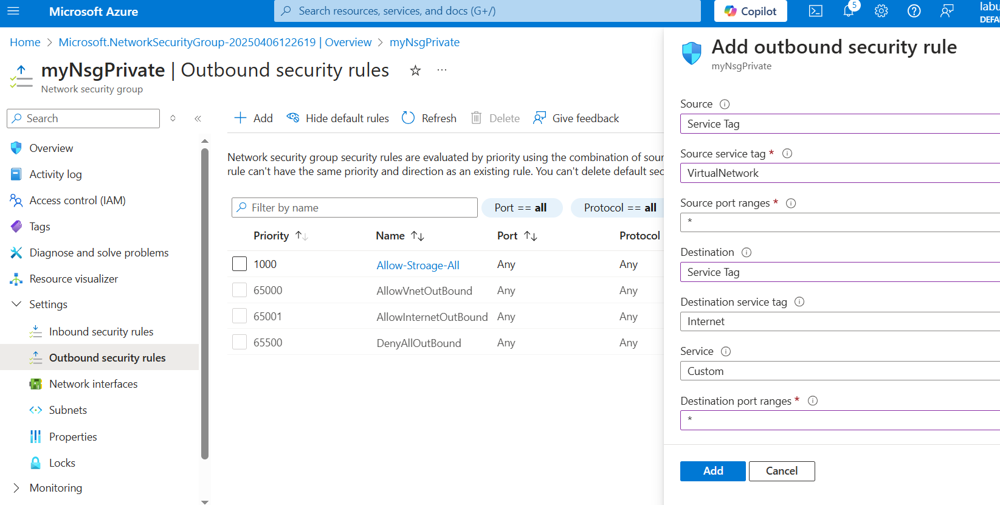 Microsoft Azure
Search resources, services, and docs (G+/)
Copilot
5
labu
DEFA
Home > Microsoft.NetworkSecurityGroup-20250406122619 | Overview > myNsgPrivate
myNsgPrivate | Outbound security rules
Network security group
Search
Overview
Activity log
Access control (IAM)
Tags
Diagnose and solve problems
Resource visualizer
Settings
Inbound security rules
Outbound security rules
Network interfaces
Subnets
Properties
Locks
Monitoring
Add
Hide default rules
Refresh
Delete
Give feedback
Network security group security rules are evaluated by priority using the combination of sour
rule can't have the same priority and direction as an existing rule. You can't delete default sec
Filter by name
Port == all
Protocol == all
Priority Name Port Protocol
1000 Allow-Stroage-All Any Any
65000 AllowVnetOutBound Any Any
65001 AllowInternetOutBound Any Any
65500 DenyAllOutBound Any Any
Add outbound security rule
myNsgPrivate
Source
Service Tag
Source service tag *
VirtualNetwork
Source port ranges *
*
Destination
Service Tag
Destination service tag
Internet
Service
Custom
Destination port ranges *
*
Add
Cancel